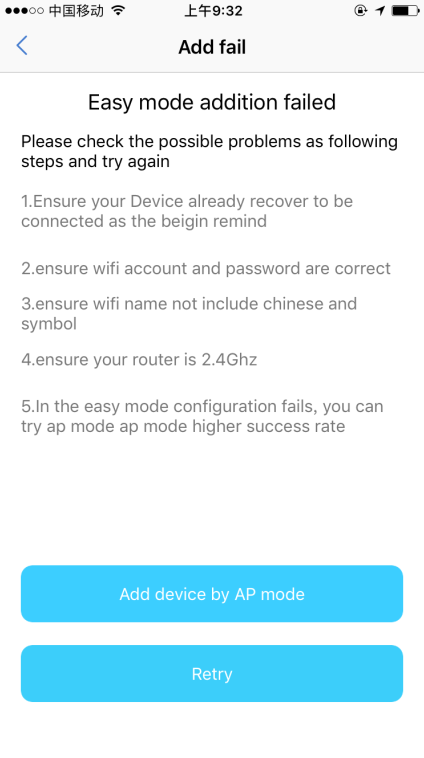 中国移动 上午9:32
Add fail
Easy mode addition failed
Please check the possible problems as following
steps and try again
1.Ensure your Device already recover to be
connected as the beigin remind
2.ensure wifi account and password are correct
3.ensure wifi name not include chinese and
symbol
4.ensure your router is 2.4Ghz
5.In the easy mode configuration fails, you can
try ap mode ap mode higher success rate
Add device by AP mode
Retry